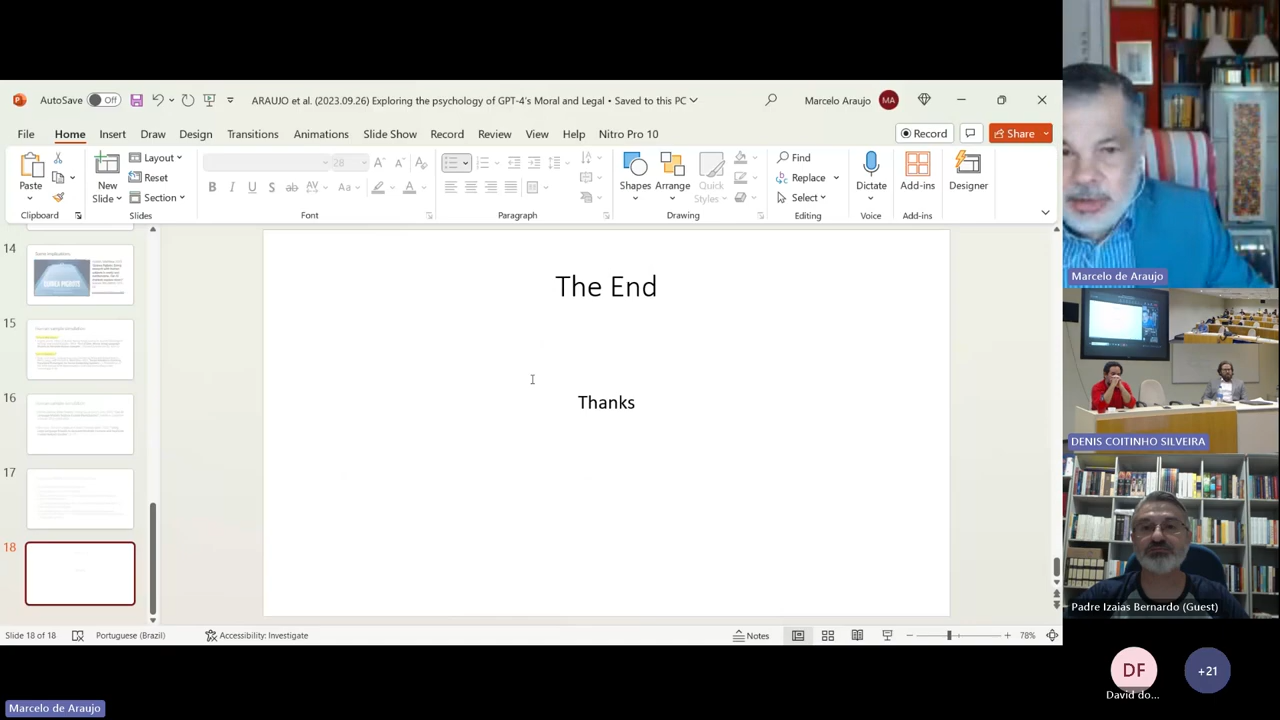 AutoSave Off
ARAUJO et al. (2023.09.26) Exploring the psychology of GPT-4's Moral and Legal • Saved to this PC
Marcelo Araujo MA
File Home Insert Draw Design Transitions Animations Slide Show Record Review View Help Nitro Pro 10
Record
Share
Paste
New Slide
Layout
Reset
Section
28
Shapes
Arrange
Quick Styles
Find
Replace
Select
Dictate
Add-ins
Designer
Clipboard
Slides
Font
Paragraph
Drawing
Editing
Voice
Add-ins
14
15
16
17
18
The End
Thanks
Slide 18 of 18
Portuguese (Brazil)
Accessibility: Investigate
Notes
78%
Marcelo de Araujo
DENIS COITINHO SILVEIRA
Padre Izaias Bernardo (Guest)
DF
David do...
+21
Marcelo de Araujo